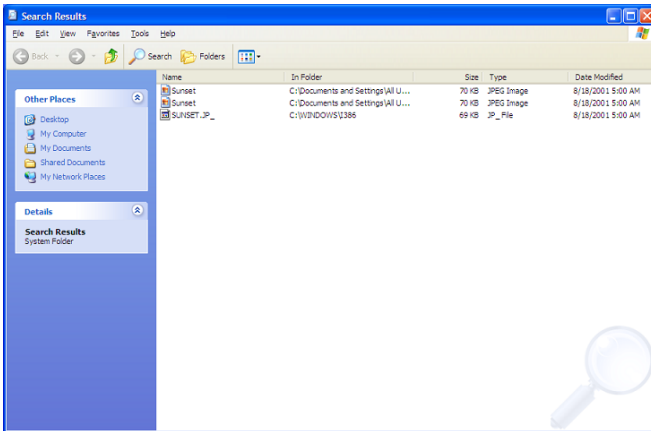 Search Results
File Edit View Favorites Tools Help
Back Search Folders
Name In Folder Size Type Date Modified
Sunset C:\Documents and Settings\All U... 70 KB JPEG Image 8/18/2001 5:00 AM
Sunset C:\Documents and Settings\All U... 70 KB JPEG Image 8/18/2001 5:00 AM
SUNSET.JP_ C:\WINDOWS\I386 69 KB JP_ File 8/18/2001 5:00 AM
Other Places
Desktop
My Computer
My Documents
Shared Documents
My Network Places
Details
Search Results
System Folder